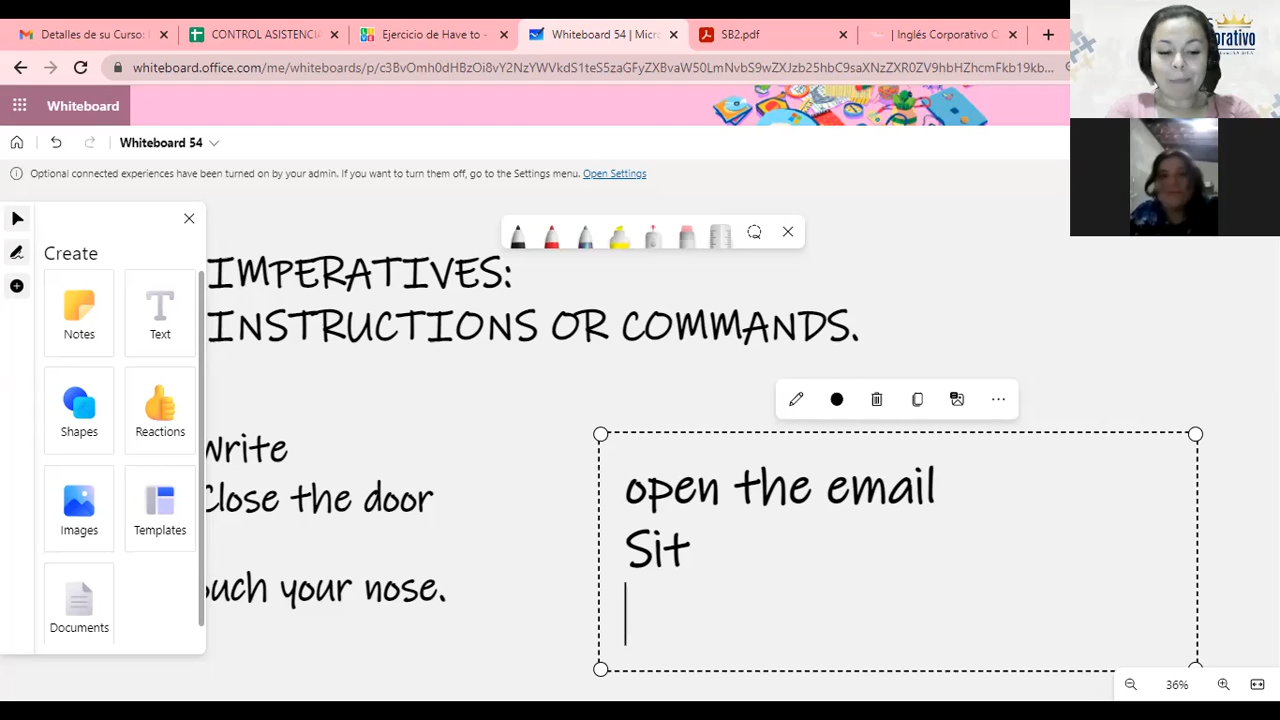 Detalles de su Curso:
CONTROL ASISTENCIA
Ejercicio de Have to -
Whiteboard 54 | Micr
SB2.pdf
| Inglés Corporativo
orativo
whiteboard.office.com/me/whiteboards/p/
Whiteboard
Whiteboard 54
Optional connected experiences have been turned on by your admin. If you want to turn them off, go to the Settings menu. Open Settings
Create
Notes
Text
Shapes
Reactions
Images
Templates
Documents
IMPERATIVES:
INSTRUCTIONS OR COMMANDS.
Write
Close the door
ouch your nose.
open the email
Sit
36%